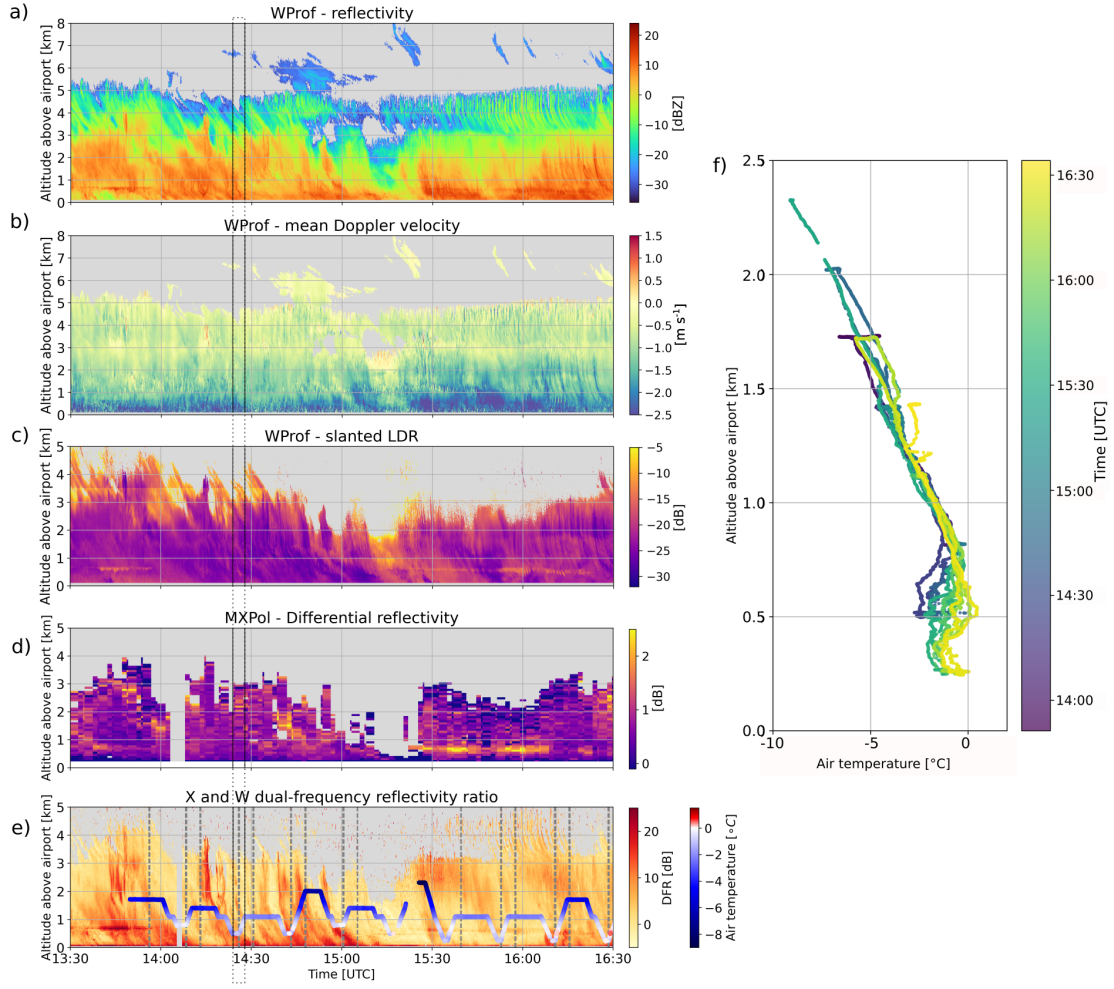 a)
WProf - reflectivity
Altitude above airport [km]
8
7
6
5
4
3
2
1
0
20
10
0
−10
−20
−30
[dBZ]
b)
WProf - mean Doppler velocity
Altitude above airport [km]
8
7
6
5
4
3
2
1
0
1.5
1.0
0.5
0.0
−0.5
−1.0
−1.5
−2.0
−2.5
[m s⁻¹]
c)
WProf - slanted LDR
Altitude above airport [km]
5
4
3
2
1
0
−5
−10
−15
−20
−25
−30
[dB]
d)
MXPol - Differential reflectivity
Altitude above airport [km]
5
4
3
2
1
0
2
1
0
[dB]
e)
X and W dual-frequency reflectivity ratio
Altitude above airport [km]
5
4
3
2
1
0
13:30 14:00 14:30 15:00 15:30 16:00 16:30
Time [UTC]
20
10
0
DFR [dB]
0
−2
−4
−6
−8
Air temperature [∘C]
f)
Altitude above airport [km]
2.5
2.0
1.5
1.0
0.5
0.0
−10 −5 0
Air temperature [°C]
16:30
16:00
15:30
15:00
14:30
14:00
Time [UTC]